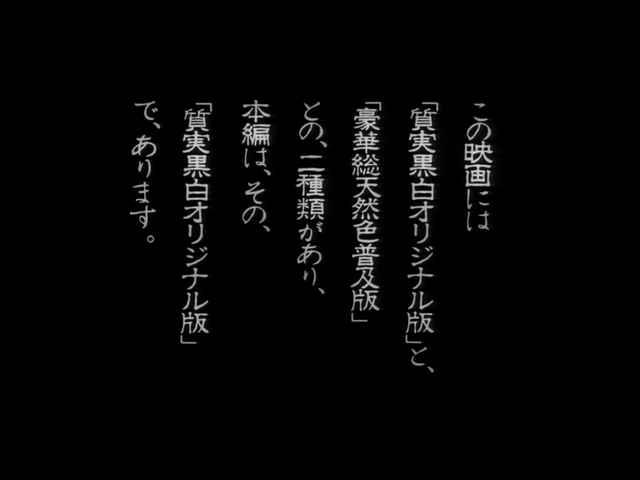 この映画には
「質実黒白オリジナル版」と、
「豪華総天然色普及版」
との、二種類があり、
本編は、その、
「質実黒白オリジナル版」
で、あります。